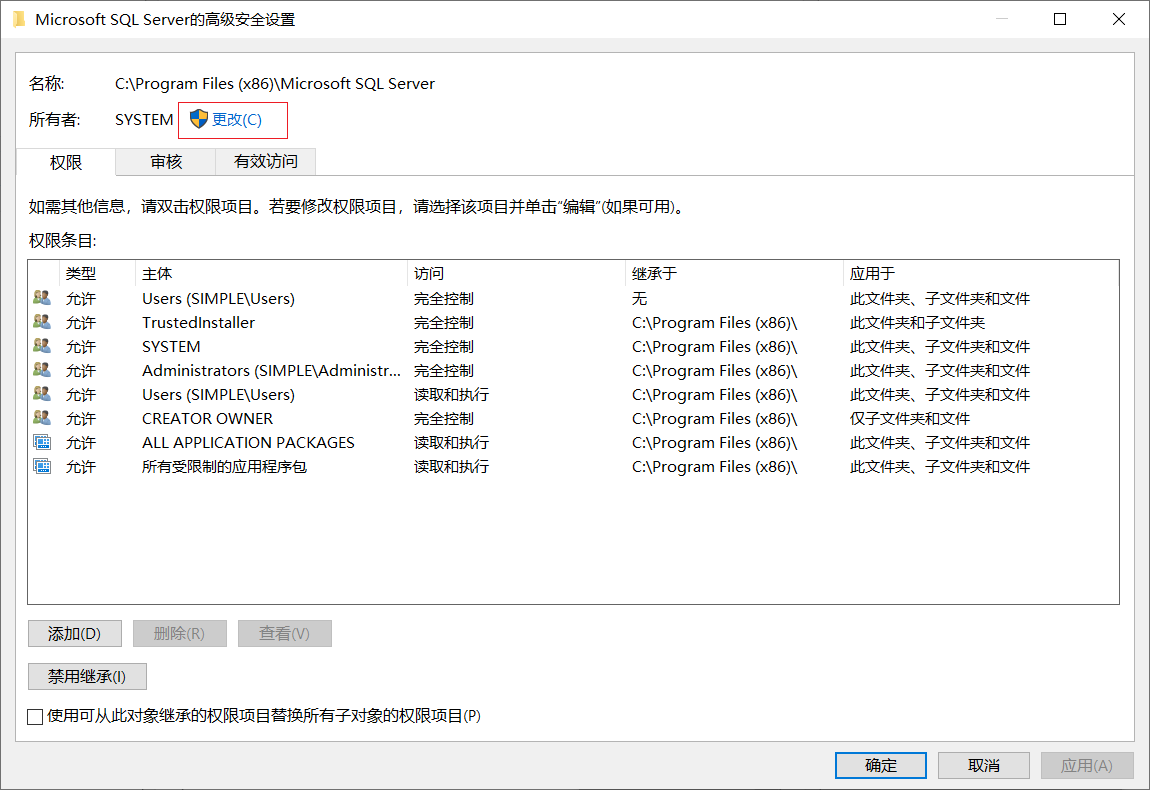 Microsoft SQL Server的高级安全设置
名称: C:\Program Files (x86)\Microsoft SQL Server
所有者: SYSTEM 更改(C)
权限 审核 有效访问
如需其他信息，请双击权限项目。若要修改权限项目，请选择该项目并单击“编辑”(如果可用)。
权限条目:
类型 主体 访问 继承于 应用于
允许 Users (SIMPLE\Users) 完全控制 无 此文件夹、子文件夹和文件
允许 TrustedInstaller 完全控制 C:\Program Files (x86)\ 此文件夹和子文件夹
允许 SYSTEM 完全控制 C:\Program Files (x86)\ 此文件夹、子文件夹和文件
允许 Administrators (SIMPLE\Administr... 完全控制 C:\Program Files (x86)\ 此文件夹、子文件夹和文件
允许 Users (SIMPLE\Users) 读取和执行 C:\Program Files (x86)\ 此文件夹、子文件夹和文件
允许 CREATOR OWNER 完全控制 C:\Program Files (x86)\ 仅子文件夹和文件
允许 ALL APPLICATION PACKAGES 读取和执行 C:\Program Files (x86)\ 此文件夹、子文件夹和文件
允许 所有受限制的应用程序包 读取和执行 C:\Program Files (x86)\ 此文件夹、子文件夹和文件
添加(D) 删除(R) 查看(V)
禁用继承(I)
使用可从此对象继承的权限项目替换所有子对象的权限项目(P)
确定 取消 应用(A)